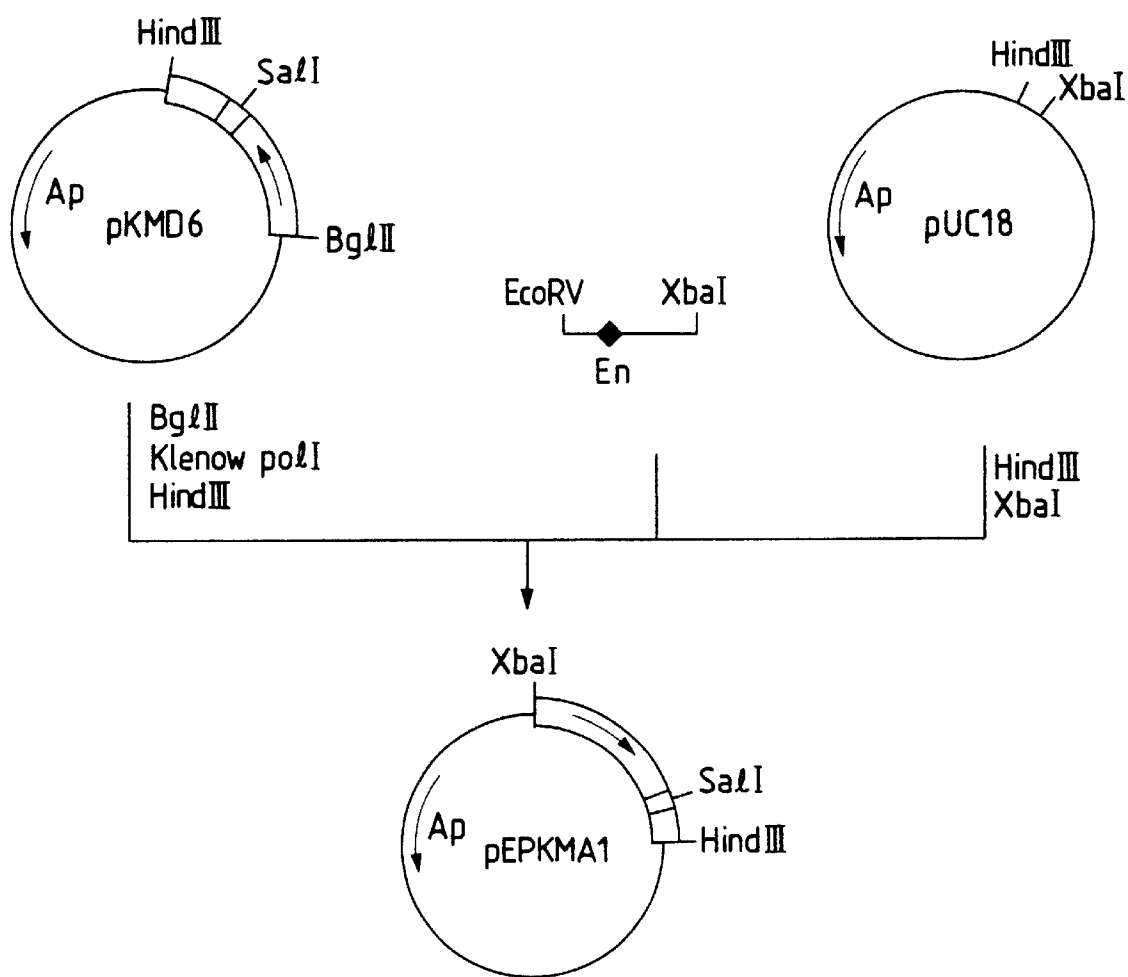 HindⅢ
SalI
Ap
pKMD6
BglⅡ
HindⅢ
XbaI
Ap
pUC18
EcoRV
XbaI
En
BglⅡ
Klenow polI
HindⅢ
HindⅢ
XbaI
XbaI
SalI
Ap
pEPKMA1
HindⅢ